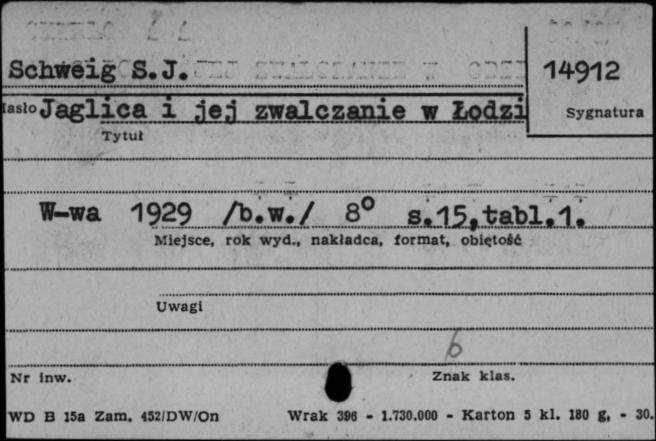 Schweig S.J.
14912
Hasło Jaglica i jej zwalczanie w Łodzi
Sygnatura
Tytuł
W-wa 1929 /b.w./ 8° s.15,tabl.1.
Miejsce, rok wyd., nakładca, format, objętość
Uwagi
6
Nr inw.
Znak klas.
WD B 15a Zam. 452/DW/On Wrak 396 - 1.730.000 - Karton 5 kl. 180 g, - 30.